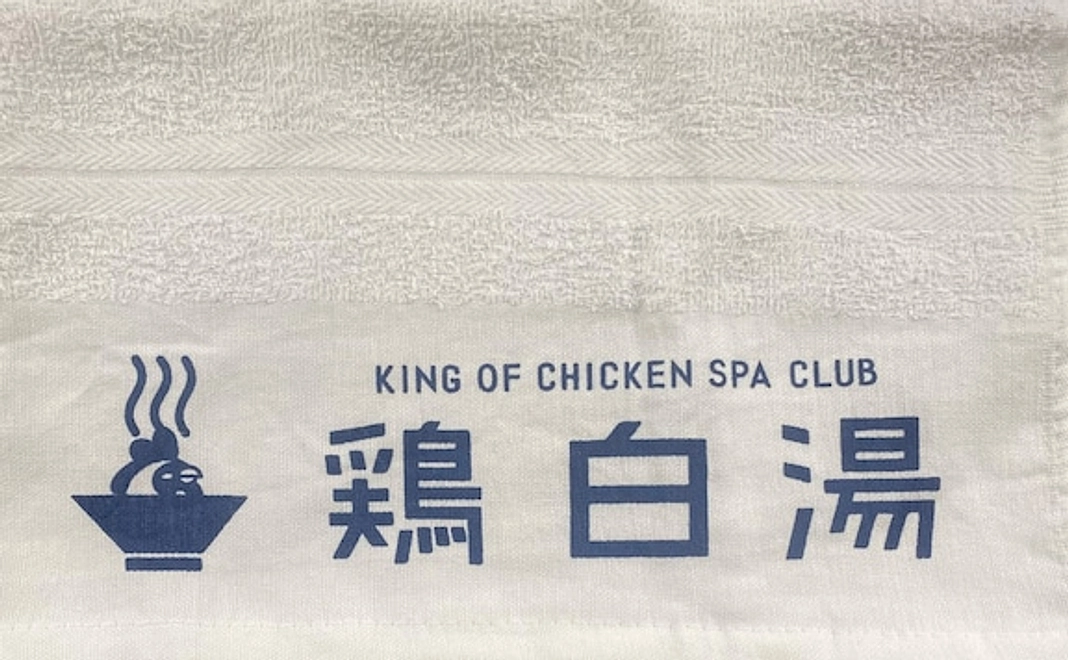 KING OF CHICKEN SPA CLUB
鶏白湯